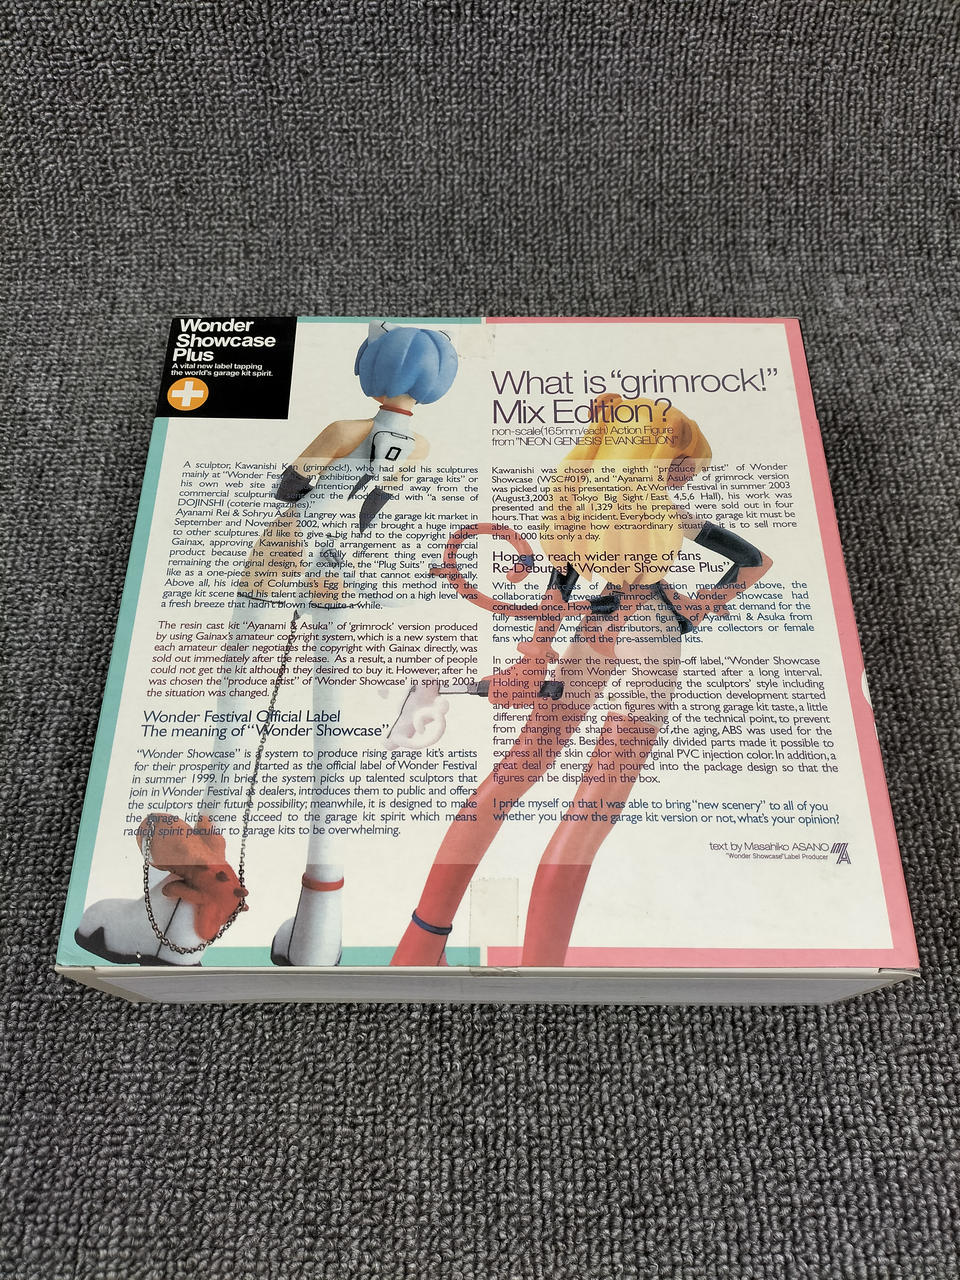 Wonder
Showcase
Plus
A vital new label tapping
the world's garage kit spirit.
What is "grimrock!"
Mix Edition?
non-scale(165mm/each) Action Figure
from "NEON GENESIS EVANGELION"
A sculptor, Kawanishi Ken (grimrock!), who had sold his sculptures
mainly at "Wonder Festival (an exhibition and sale for garage kits" or
his own web site and intentionally turned away from the
commercial sculpturing sent out the models filled with "a sense of
DOJINSHI (coterie magazines)."
Ayanami Rei & Sohryu Asuka Langrey was into the garage kit market in
September and November 2002, which rather brought a huge impact
to other sculptures. I'd like to give a big hand to the copyright holder,
Gainax, approving Kawanishi's bold arrangement as a commercial
product because he created totally different thing even though
remaining the original design, for example, the "Plug Suits" redesigned
like as a one-piece swim suits and the tail that cannot exist originally.
Above all, his idea of Columbus's Egg bringing this method into the
garage kit scene and his talent achieving the method on a high level was
a fresh breeze that hadn't blown for quite a while.
The resin cast kit "Ayanami & Asuka" of 'grimrock' version produced
by using Gainax's amateur copyright system, which is a new system that
each amateur dealer negotiates the copyright with Gainax directly, was
sold out immediately after the release. As a result, a number of people
could not get the kit although they desired to buy it. However, after he
was chosen the "produce artist" of 'Wonder Showcase' in spring 2003,
the situation was changed.
Wonder Festival Official Label
The meaning of "Wonder Showcase"
"Wonder Showcase" is a system to produce rising garage kit's artists
for their prosperity and started as the official label of Wonder Festival
in summer 1999. In brief, the system picks up talented sculptors that
join in Wonder Festival as dealers, introduces them to public and offers
the sculptors their future possibility; meanwhile, it is designed to make
the garage kit's scene succeed to the garage kit spirit which means
radical spirit peculiar to garage kits to be overwhelming.
Kawanishi was chosen the eighth "produce artist" of Wonder
Showcase (WSC#019), and "Ayanami & Asuka" of grimrock version
was picked up as his presentation. At Wonder Festival in summer 2003
(August,3,2003 at Tokyo Big Sight / East 4,5,6 Hall), his work was
presented and the all 1,329 kits he prepared were sold out in four
hours. That was a big incident. Everybody who's into garage kit must be
able to easily imagine how extraordinary situation it is to sell more
than 1,000 kits only a day.
Hope to reach wider range of fans
Re-Debut as "Wonder Showcase Plus"
With the success of the presentation mentioned above, the
collaboration between grimrock! & Wonder Showcase had
concluded once. However, after that, there was a great demand for the
fully assembled and painted action figure Ayanami & Asuka from
domestic and American distributors, and figure collectors or female
fans who cannot afford the pre-assembled kits.
In order to answer the request, the spin-off label, "Wonder Showcase
Plus", coming from Wonder Showcase started after a long interval.
Holding up a concept of reproducing the sculptors' style including
the painting as much as possible, the production development started
and tried to produce action figures with a strong garage kit taste, a little
different from existing one. Speaking of the technical point, to prevent
from changing the shape because of the aging, ABS was used for the
frame in the legs. Besides, technically divided parts made it possible to
express all the skin color with original PVC injection color. In addition, a
great deal of energy had poured into the package design so that the
figures can be displayed in the box.
I pride myself on that I was able to bring "new scenery" to all of you
whether you know the garage kit version or not, what's your opinion?
text by Masahiko ASANO
"Wonder Showcase" Label Producer